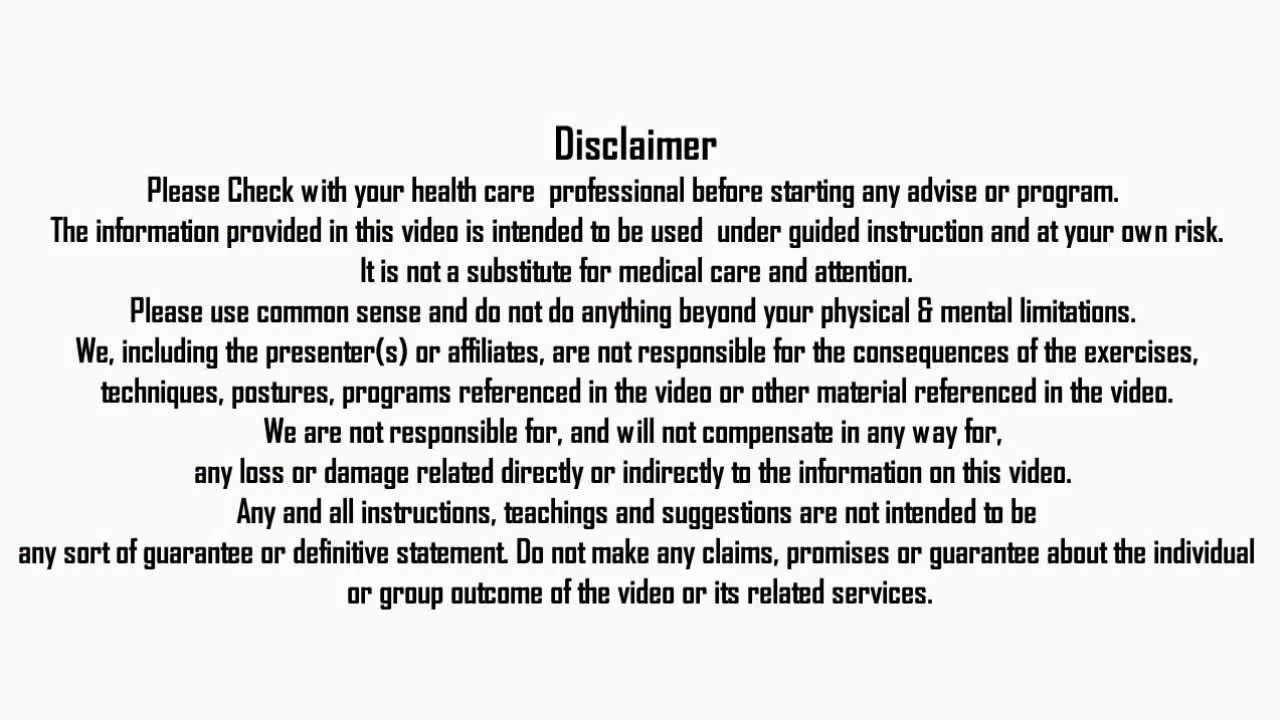 Disclaimer
Please Check with your health care professional before starting any advise or program.
The information provided in this video is intended to be used under guided instruction and at your own risk.
It is not a substitute for medical care and attention.
Please use common sense and do not do anything beyond your physical & mental limitations.
We, including the presenter(s) or affiliates, are not responsible for the consequences of the exercises,
techniques, postures, programs referenced in the video or other material referenced in the video.
We are not responsible for, and will not compensate in any way for,
any loss or damage related directly or indirectly to the information on this video.
Any and all instructions, teachings and suggestions are not intended to be
any sort of guarantee or definitive statement. Do not make any claims, promises or guarantee about the individual
or group outcome of the video or its related services.